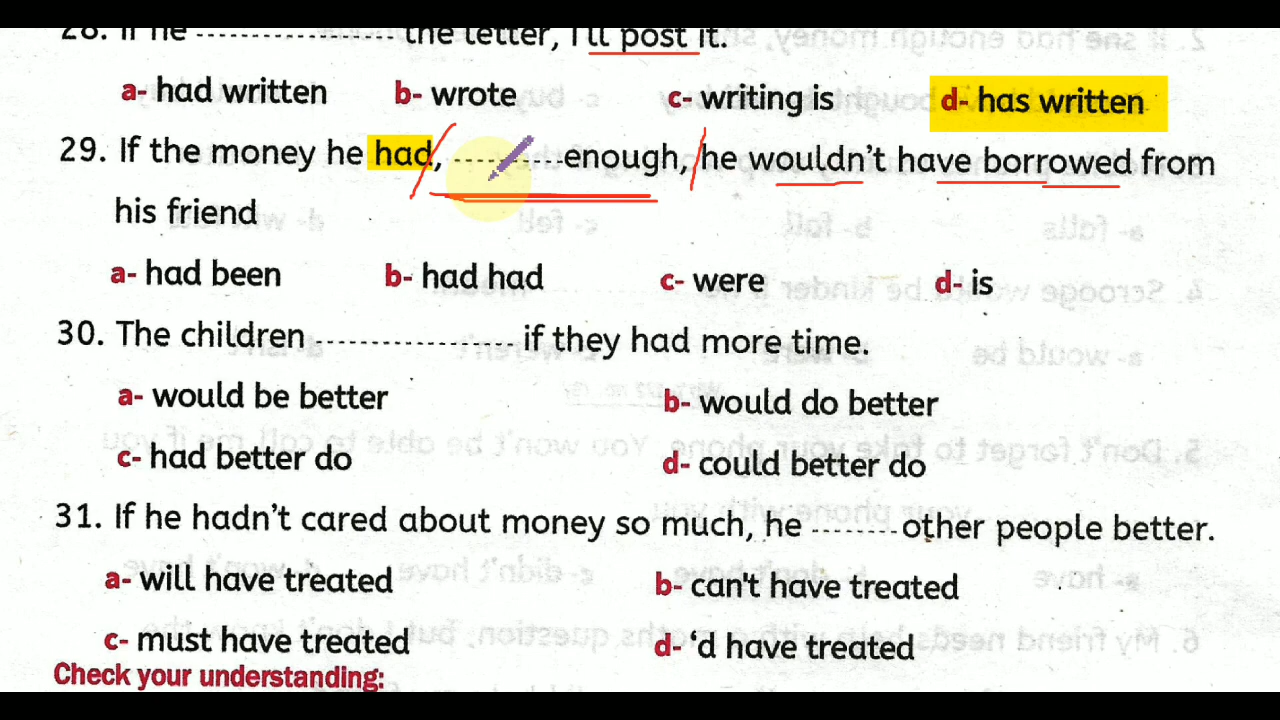 28. If he .................... the letter, I'll post it.
a- had written b- wrote c- writing is d- has written
29. If the money he had, ............enough, he wouldn't have borrowed from
his friend
a- had been b- had had c- were d- is
30. The children .................... if they had more time.
a- would be better b- would do better
c- had better do d- could better do
31. If he hadn't cared about money so much, he ........other people better.
a- will have treated b- can't have treated
c- must have treated d- 'd have treated
Check your understanding: